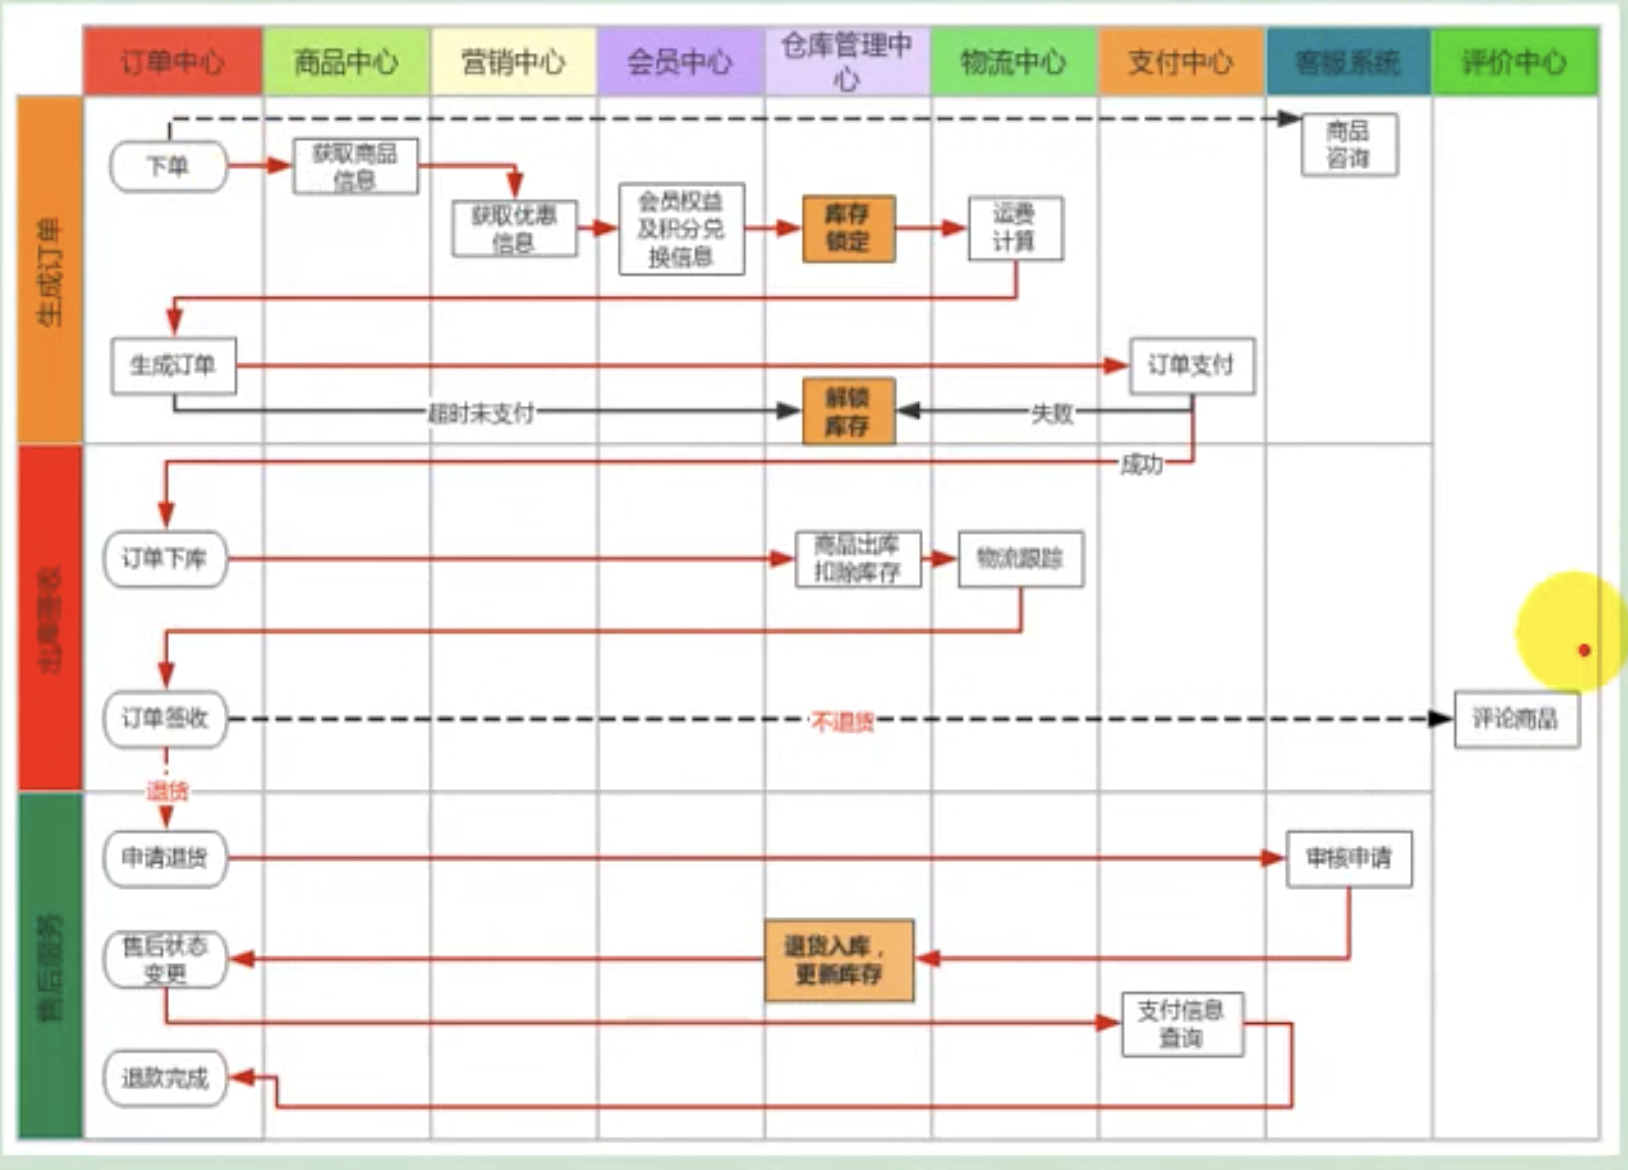 订单中心
商品中心
营销中心
会员中心
仓库管理中
心
物流中心
支付中心
客服系统
评价中心
生成订单
下单
获取商品
信息
商品
咨询
获取优惠
信息
会员权益
及积分兑
换信息
库存
锁定
运费
计算
生成订单
订单支付
超时未支付
解锁
库存
失败
出库签收
成功
订单下库
商品出库
扣除库存
物流跟踪
订单签收
不退货
评论商品
退货
售后服务
申请退货
审核申请
售后状态
变更
退货入库，
更新库存
支付信息
查询
退款完成